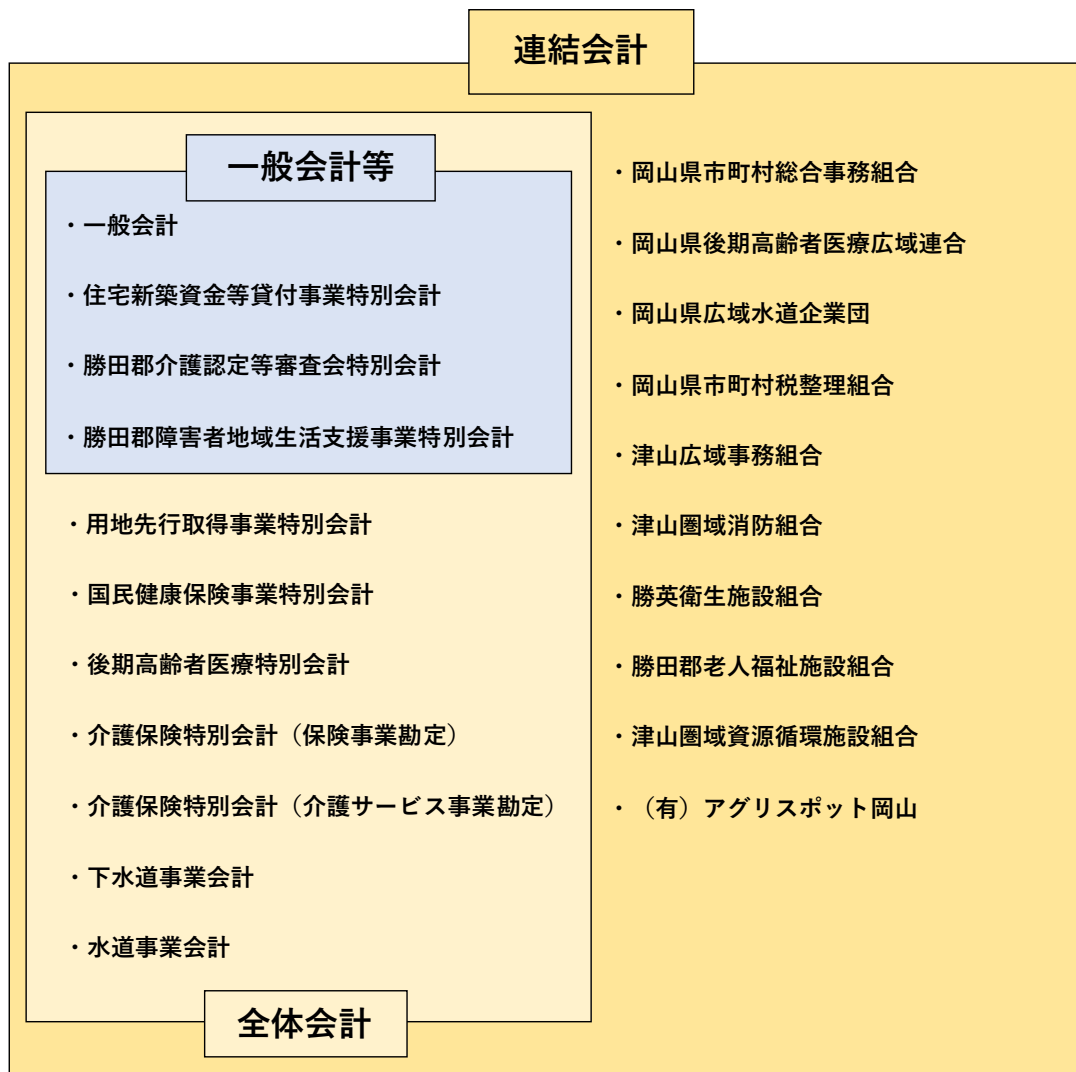 連結会計
一般会計等
・一般会計
・住宅新築資金等貸付事業特別会計
・勝田郡介護認定等審査会特別会計
・勝田郡障害者地域生活支援事業特別会計
・用地先行取得事業特別会計
・国民健康保険事業特別会計
・後期高齢者医療特別会計
・介護保険特別会計（保険事業勘定）
・介護保険特別会計（介護サービス事業勘定）
・下水道事業会計
・水道事業会計
全体会計
・岡山県市町村総合事務組合
・岡山県後期高齢者医療広域連合
・岡山県広域水道企業団
・岡山県市町村税整理組合
・津山広域事務組合
・津山圏域消防組合
・勝英衛生施設組合
・勝田郡老人福祉施設組合
・津山圏域資源循環施設組合
・（有）アグリスポット岡山